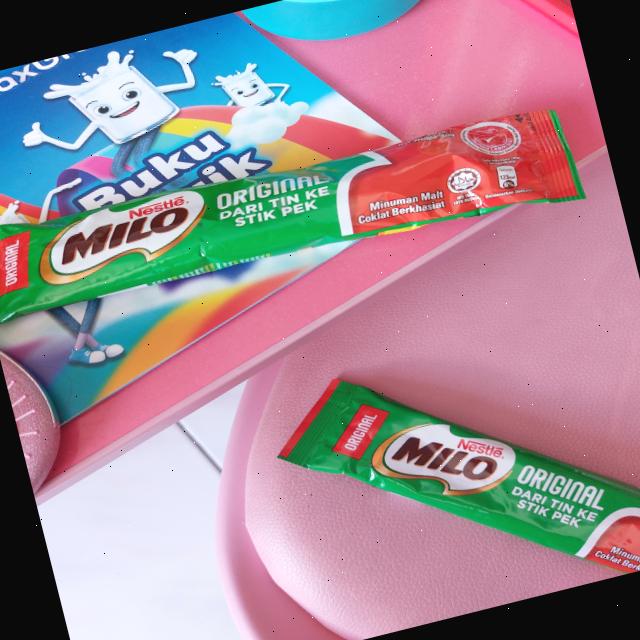 Buku
ORIGINAL
Nestlé
MILO
ORIGINAL
DARI TIN KE
STIK PEK
Minuman Malt
Coklat Berkhasiat
ORIGINAL
Nestlé
MILO
ORIGINAL
DARI TIN KE
STIK PEK